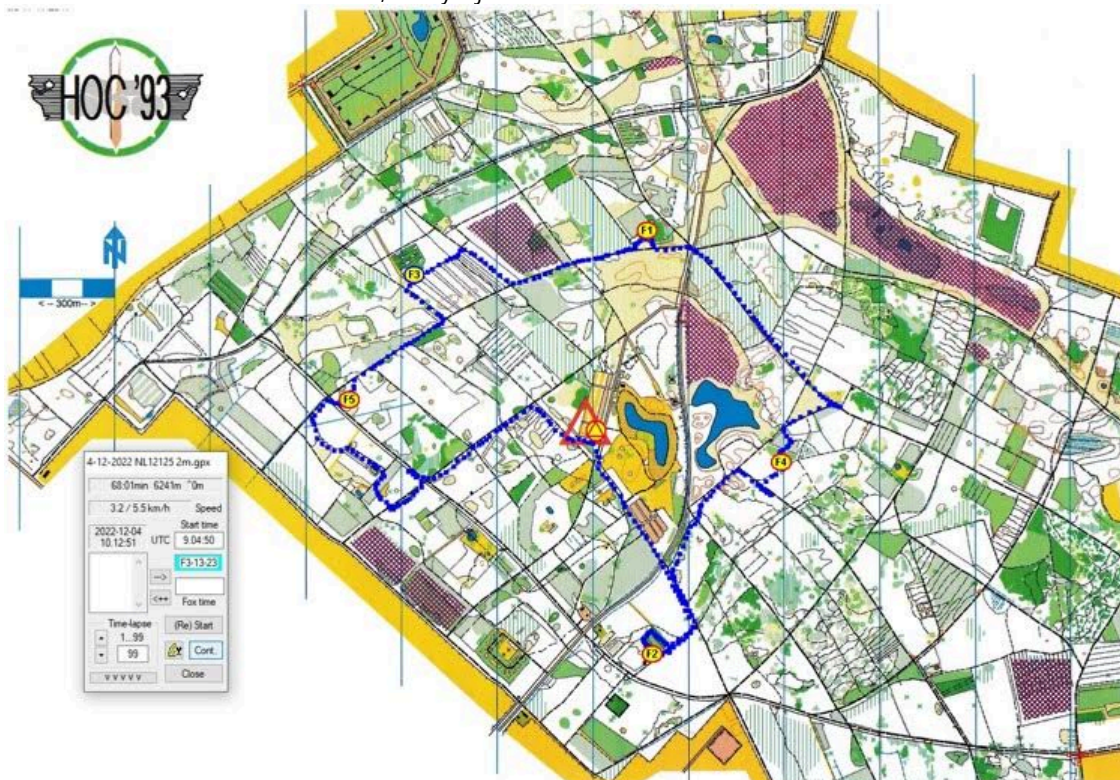 HOC '93
N
< -- 300m-- >
F1
F3
F5
F4
F2
4-12-2022 NL12125 2m.gpx
68:01min 6241m ^0m
3.2 / 5.5 km/h Speed
2022-12-04
10.12:51
UTC
Start time
9.04:50
F3-13-23
-->
<++
Fox time
Time-lapse
1...99
99
(Re) Start
Cont.
Close
v v v v v